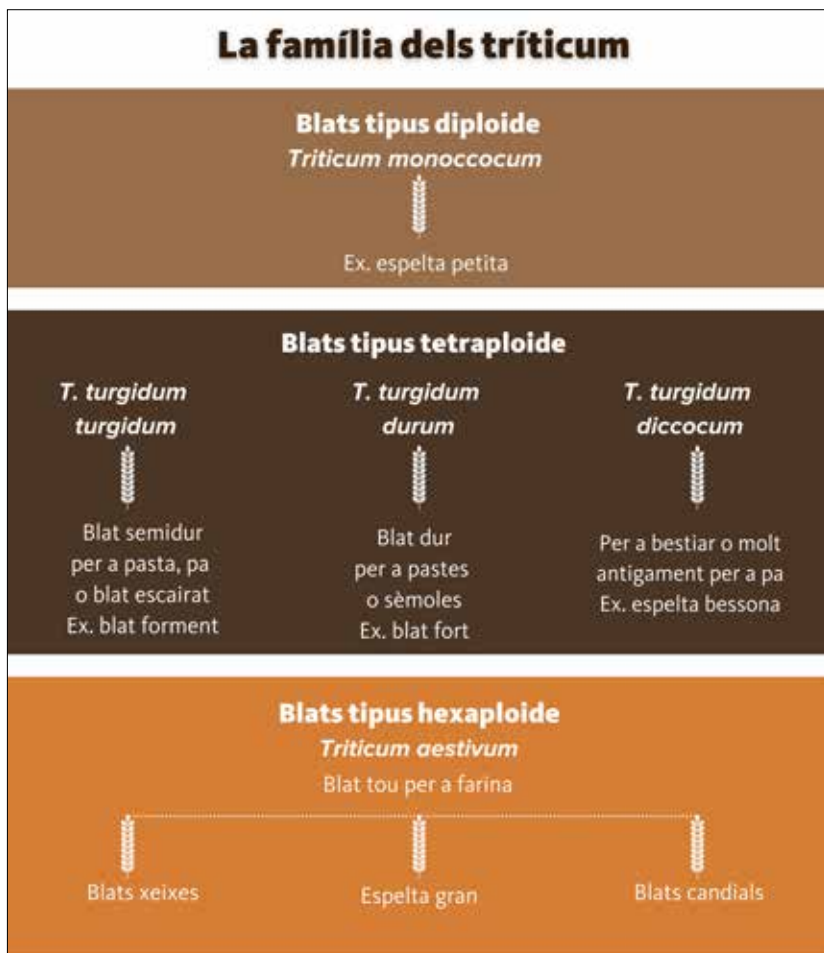 La família dels tríticum
Blats tipus diploide
Triticum monoccocum
Ex. espelta petita
Blats tipus tetraploide
T. turgidum
turgidum
Blat semidur
per a pasta, pa
o blat escairat
Ex. blat forment
T. turgidum
durum
Blat dur
per a pastes
o sèmoles
Ex. blat fort
T. turgidum
diccocum
Per a bestiar o molt
antigament per a pa
Ex. espelta bessona
Blats tipus hexaploide
Triticum aestivum
Blat tou per a farina
Blats xeixes
Espelta gran
Blats candials